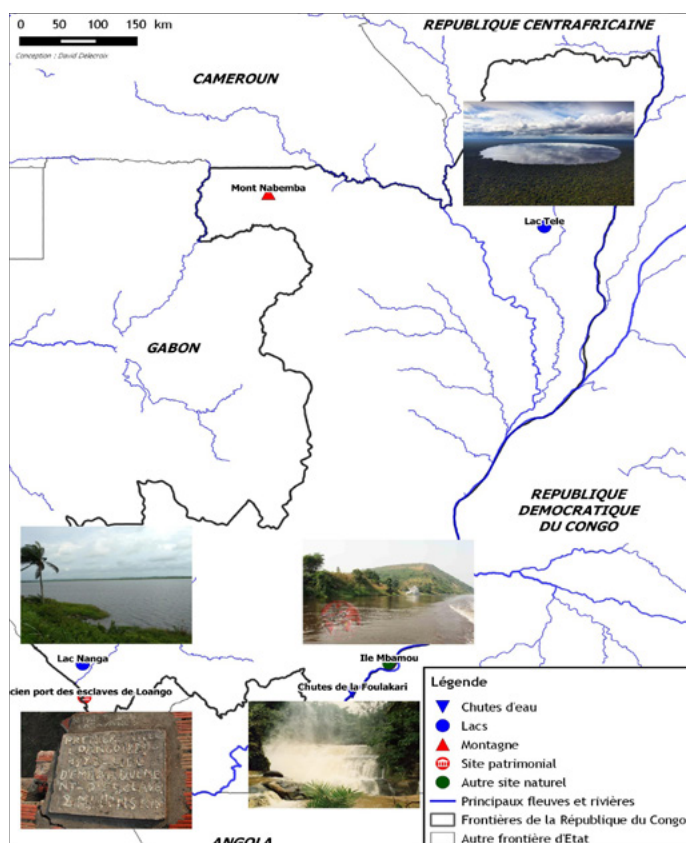 0 50 100 150 km
Conception : David Delecroix
REPUBLIQUE CENTRAFRICAINE
CAMEROUN
Mont Nabemba
Lac Tele
GABON
REPUBLIQUE
DEMOCRATIQUE
DU CONGO
Lac Nanga
Ile Mbamou
cien port des esclaves de Loango
Chutes de la Foulakari
Légende
Chutes d'eau
Lacs
Montagne
Site patrimonial
Autre site naturel
Principaux fleuves et rivières
Frontières de la République du Congo
Autre frontière d'Etat
ANGOLA